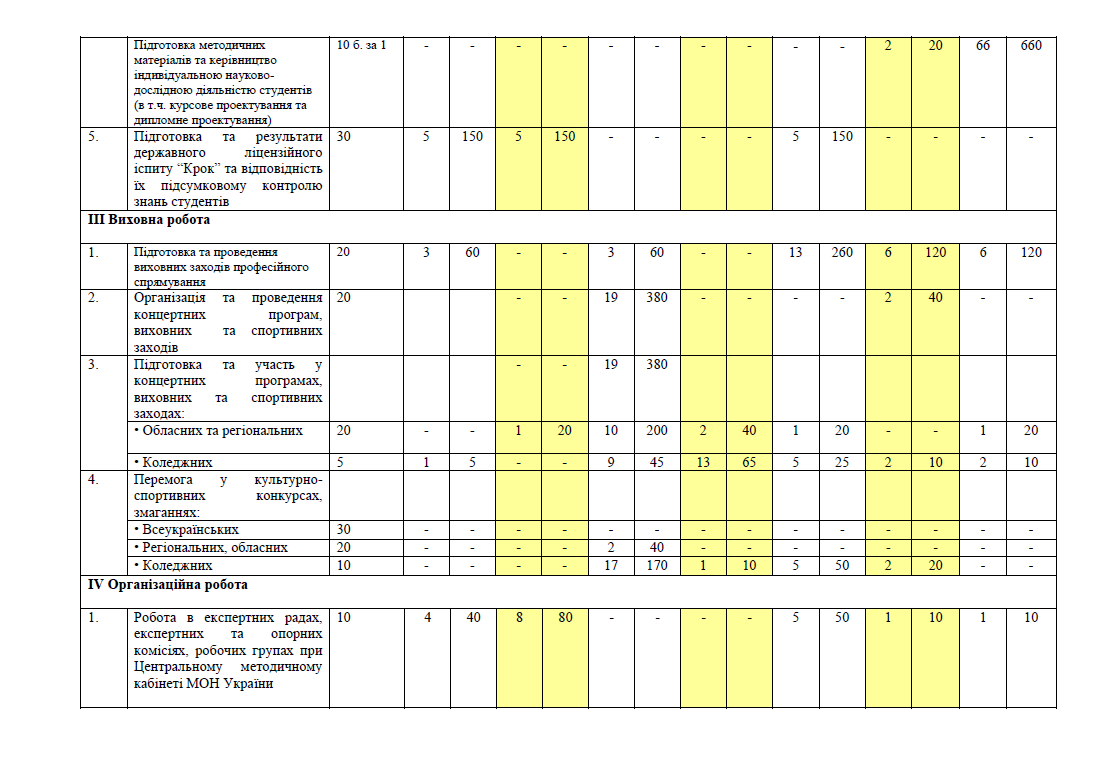 Підготовка методичних 10 б. за 1 - - - - - - - - - - 2 20 66 660
матеріалів та керівництво
індивідуальною науково-
дослідною діяльністю студентів
(в т.ч. курсове проектування та
дипломне проектування)
5. Підготовка та результати 30 5 150 5 150 - - - - 5 150 - - - -
державного ліцензійного
іспиту “Крок” та відповідність
їх підсумковому контролю
знань студентів
ІІІ Виховна робота
1. Підготовка та проведення 20 3 60 - - 3 60 - - 13 260 6 120 6 120
виховних заходів професійного
спрямування
2. Організація та проведення 20 - - 19 380 - - - - 2 40 - -
концертних програм,
виховних та спортивних
заходів
3. Підготовка та участь у - - 19 380
концертних програмах,
виховних та спортивних
заходах:
• Обласних та регіональних 20 - - 1 20 10 200 2 40 1 20 - - 1 20
• Коледжних 5 1 5 - - 9 45 13 65 5 25 2 10 2 10
4. Перемога у культурно-
спортивних конкурсах,
змаганнях:
• Всеукраїнських 30 - - - - - - - - - - - - - -
• Регіональних, обласних 20 - - - - 2 40 - - - - - - - -
• Коледжних 10 - - - - 17 170 1 10 5 50 2 20 - -
IV Організаційна робота
1. Робота в експертних радах, 10 4 40 8 80 - - - - 5 50 1 10 1 10
експертних та опорних
комісіях, робочих групах при
Центральному методичному
кабінеті МОН України